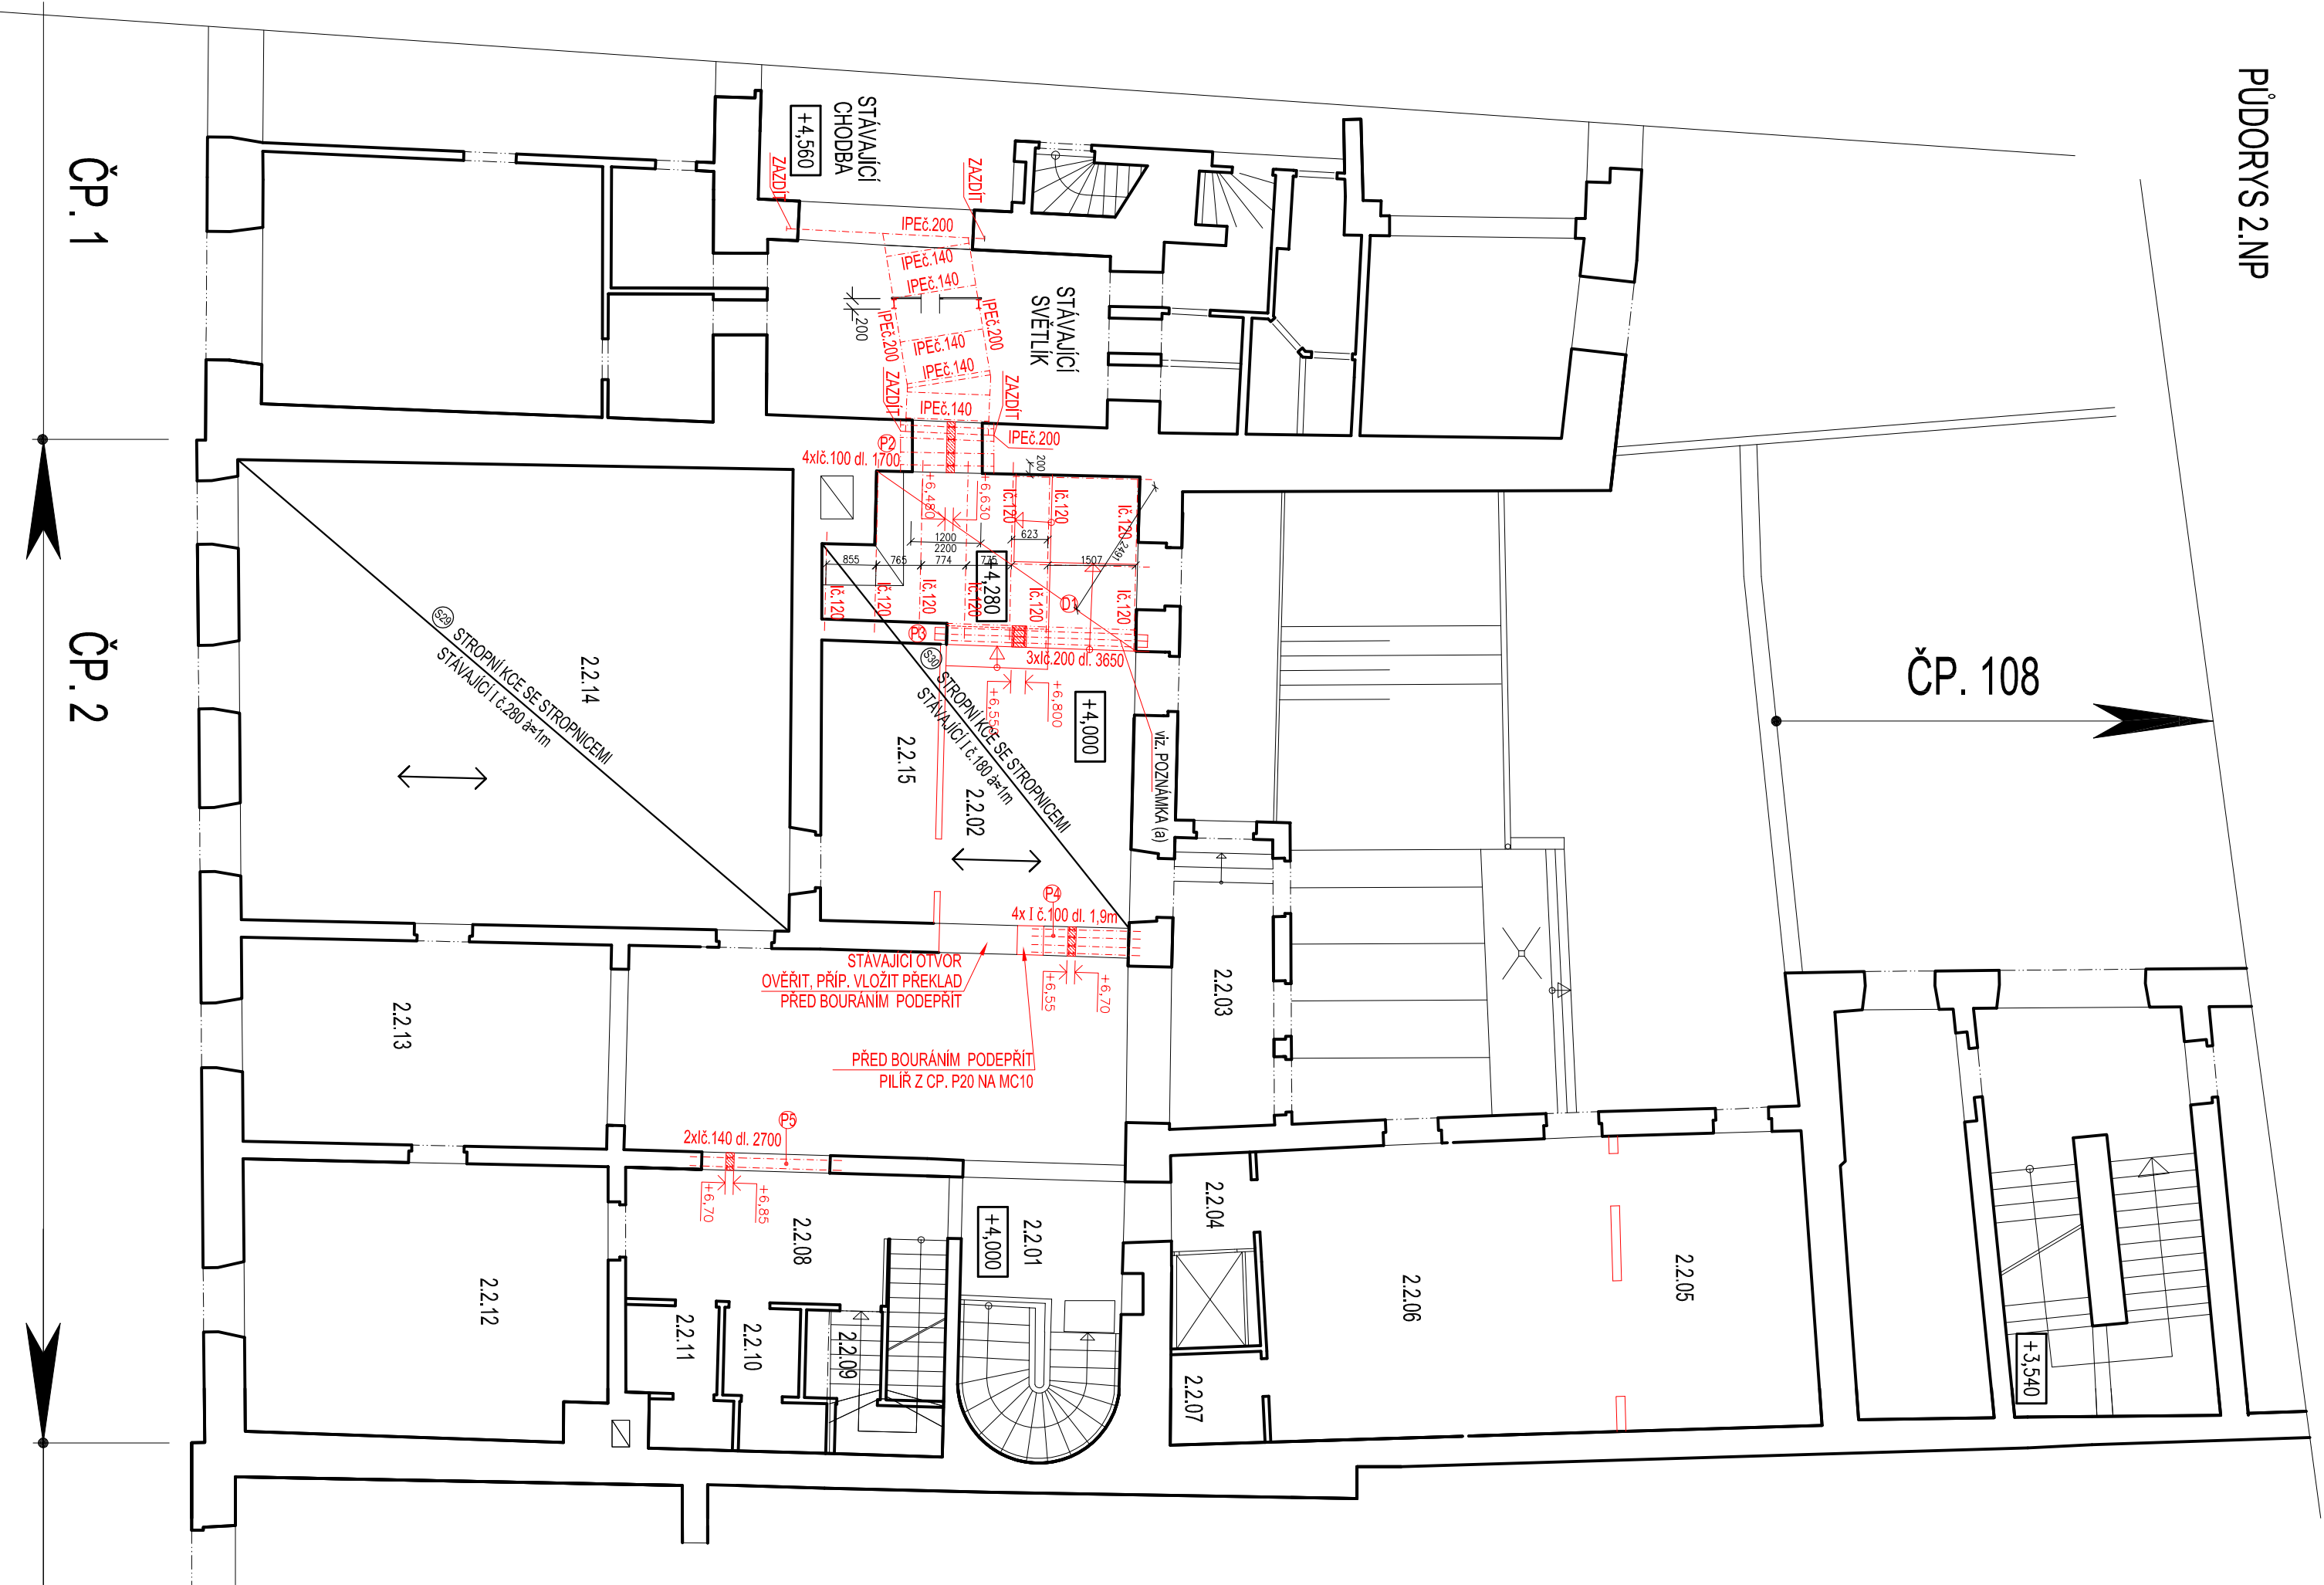 PŮDORYS 2.NP
ČP. 1
ČP. 2
ČP. 108
STÁVAJÍCÍ
CHODBA
+4,560
ZAZDÍT
ZAZDÍT
IPEč.200
IPEč.140
IPEč.140
STÁVAJÍCÍ
SVĚTLÍK
200
IPEč.200
IPEč.200
IPEč.140
IPEč.140
ZAZDÍT
ZAZDÍT
IPEč.140
IPEč.200
P2
4xIč.100 dl. 1700
200
+6,480
+6,630
Ič.120
Ič.120
Ič.120
2491
1200
2200
623
855
765
774
775
1507
+4,280
Ič.120
Ič.120
Ič.120
Ič.120
Ič.120
Ič.120
D1
P3
3xIč.200 dl. 3650
+6,550
+6,800
+4,000
viz. POZNÁMKA (a)
S29
STROPNÍ KCE SE STROPNICEMI
STÁVAJÍCÍ I č.280 à≈1m
2.2.14
S30
STROPNÍ KCE SE STROPNICEMI
STÁVAJÍCÍ I č.180 à≈1m
2.2.15
2.2.02
P4
4x I č.100 dl. 1,9m
STÁVAJÍCÍ OTVOR
OVĚŘIT, PŘÍP. VLOŽIT PŘEKLAD
PŘED BOURÁNÍM PODEPŘÍT
+6,55
+6,70
2.2.03
2.2.13
PŘED BOURÁNÍM PODEPŘÍT
PILÍŘ Z CP. P20 NA MC10
P5
2xIč.140 dl. 2700
+6,70
+6,85
2.2.08
2.2.01
+4,000
2.2.04
2.2.05
2.2.06
2.2.12
2.2.11
2.2.10
2.2.09
2.2.07
+3,540